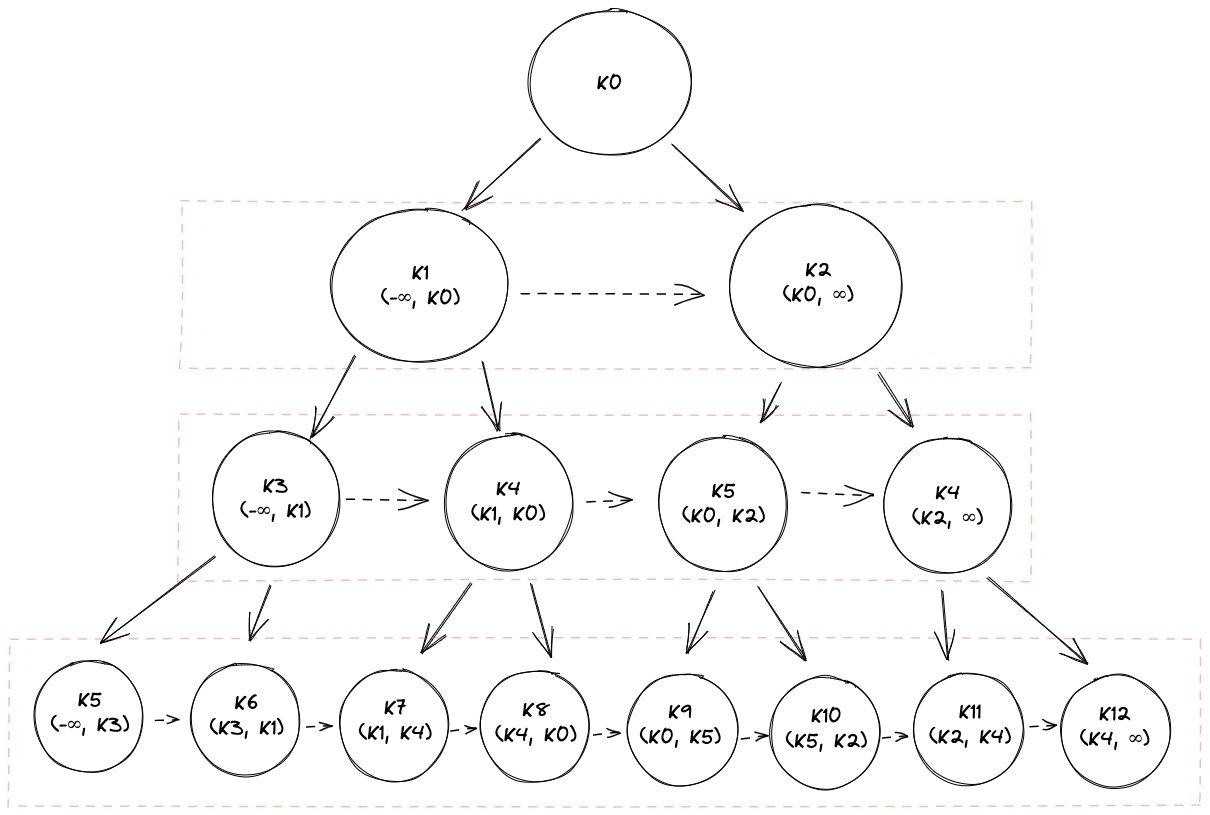 K0
K1
(-∞, K0)
K2
(K0, ∞)
K3
(-∞, K1)
K4
(K1, K0)
K5
(K0, K2)
K4
(K2, ∞)
K5
(-∞, K3)
K6
(K3, K1)
K7
(K1, K4)
K8
(K4, K0)
K9
(K0, K5)
K10
(K5, K2)
K11
(K2, K4)
K12
(K4, ∞)